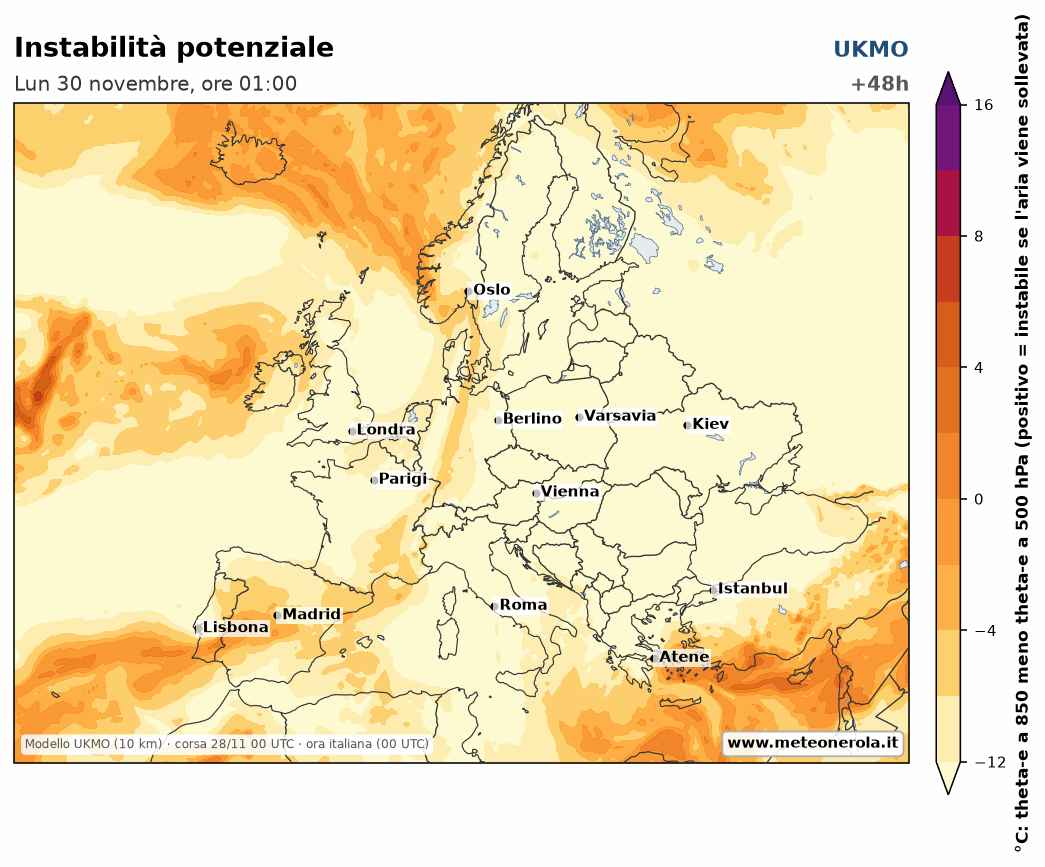 Instabilità potenziale
UKMO
Lun 30 novembre, ore 01:00
+48h
Oslo
Berlino
Varsavia
Kiev
Londra
Parigi
Vienna
Istanbul
Roma
Madrid
Lisbona
Atene
Modello UKMO (10 km) · corsa 28/11 00 UTC · ora italiana (00 UTC)
www.meteonerola.it
16
8
4
0
−4
−12
°C: theta-e a 850 meno theta-e a 500 hPa (positivo = instabile se l'aria viene sollevata)